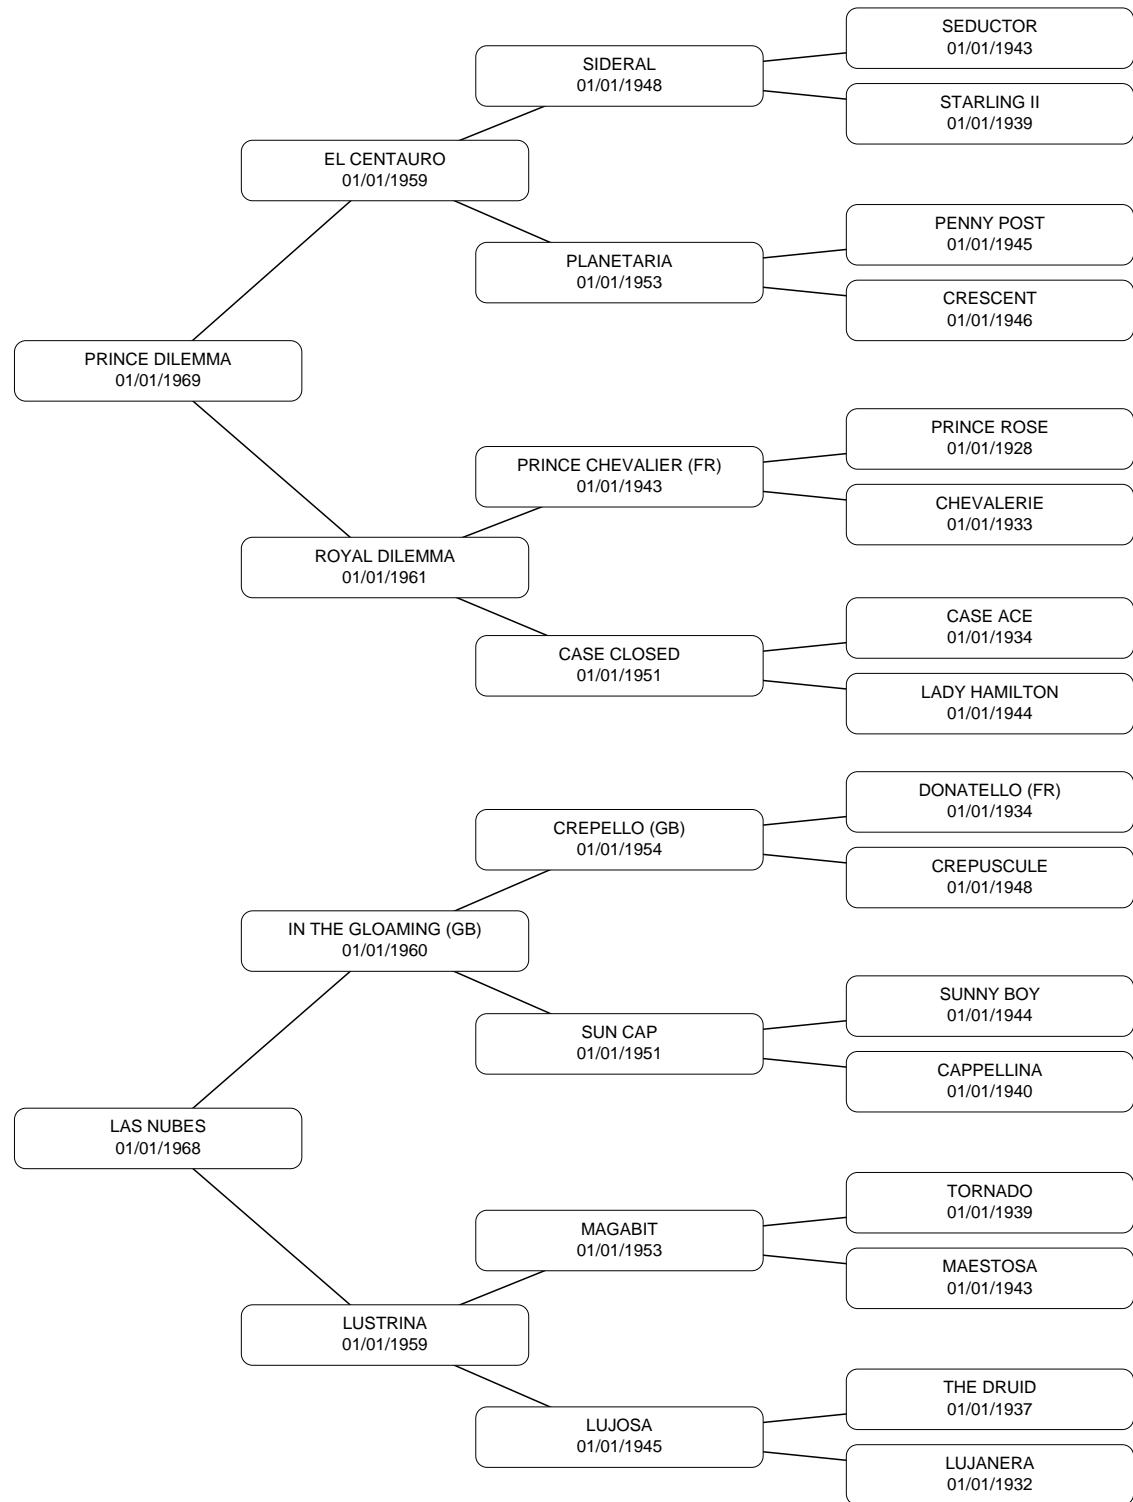 SEDUCTOR
01/01/1943
SIDERAL
01/01/1948
STARLING II
01/01/1939
EL CENTAURO
01/01/1959
PENNY POST
01/01/1945
PLANETARIA
01/01/1953
CRESCENT
01/01/1946
PRINCE DILEMMA
01/01/1969
PRINCE ROSE
01/01/1928
PRINCE CHEVALIER (FR)
01/01/1943
CHEVALERIE
01/01/1933
ROYAL DILEMMA
01/01/1961
CASE ACE
01/01/1934
CASE CLOSED
01/01/1951
LADY HAMILTON
01/01/1944
DONATELLO (FR)
01/01/1934
CREPELLO (GB)
01/01/1954
CREPUSCULE
01/01/1948
IN THE GLOAMING (GB)
01/01/1960
SUNNY BOY
01/01/1944
SUN CAP
01/01/1951
CAPPELLINA
01/01/1940
LAS NUBES
01/01/1968
TORNADO
01/01/1939
MAGABIT
01/01/1953
MAESTOSA
01/01/1943
LUSTRINA
01/01/1959
THE DRUID
01/01/1937
LUJOSA
01/01/1945
LUJANERA
01/01/1932